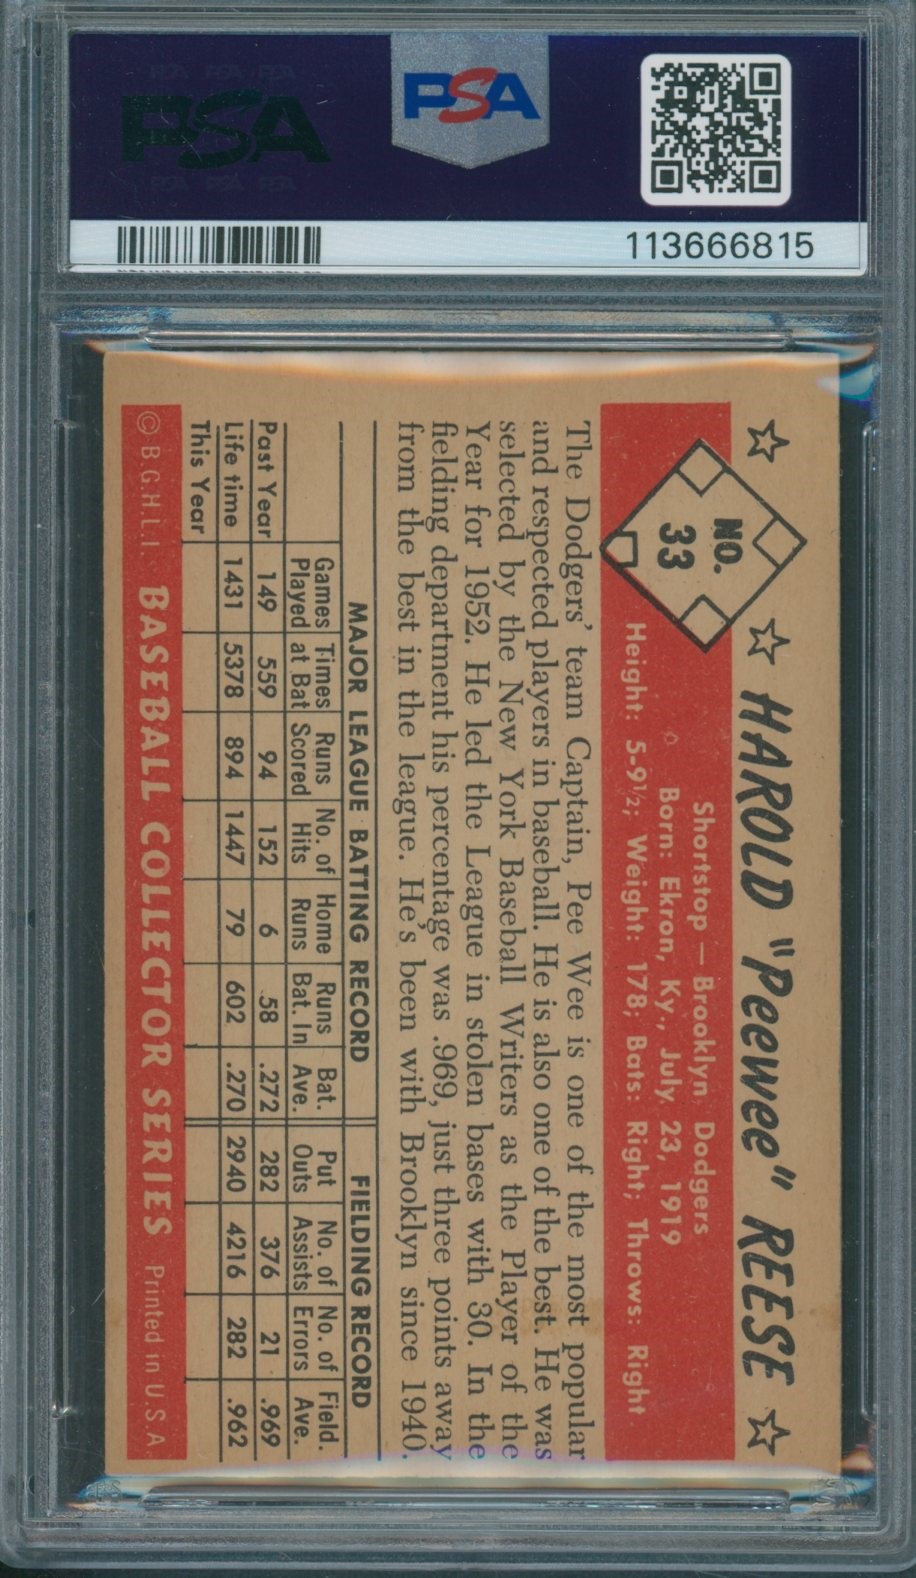 PSA
PSA
113666815
NO.
33
HAROLD "Peewee" REESE
Shortstop — Brooklyn Dodgers
Born: Ekron, Ky., July 23, 1919
Height: 5-9½; Weight: 178; Bats: Right; Throws: Right
The Dodgers' team Captain, Pee Wee is one of the most popular
and respected players in baseball. He is also one of the best. He was
selected by the New York Baseball Writers as the Player of the
Year for 1952. He led the League in stolen bases with 30. In the
fielding department his percentage was .969, just three points away
from the best in the league. He's been with Brooklyn since 1940.
MAJOR LEAGUE BATTING RECORD FIELDING RECORD
Games Times Runs No. of Home Runs Bat. Put No. of No. of Field.
Played at Bat Scored Hits Runs Bat. In Ave. Outs Assists Errors Ave.
Past Year 149 559 94 152 6 58 .272 282 376 21 .969
Life time 1431 5378 894 1447 79 602 .270 2940 4216 282 .962
This Year
© B.G.H.L.I. BASEBALL COLLECTOR SERIES Printed in U.S.A.